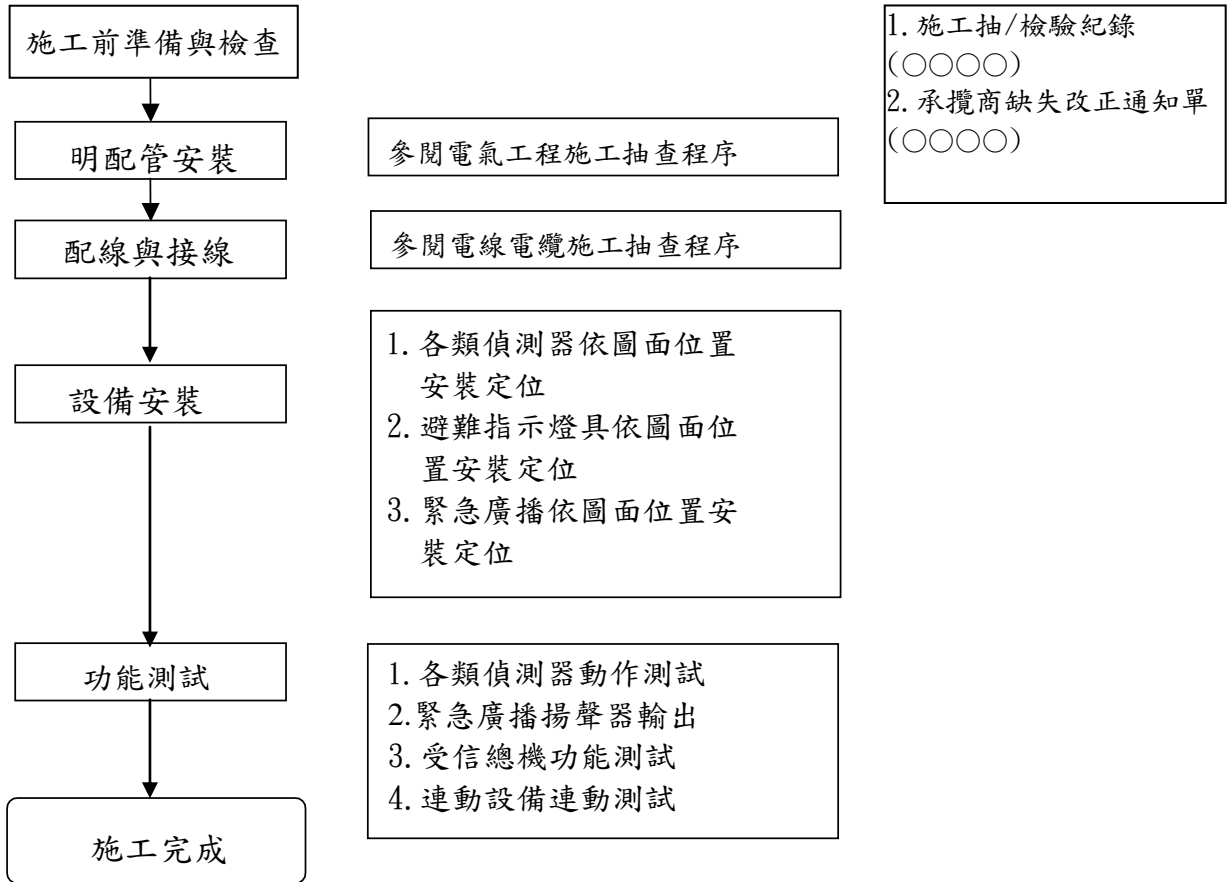 施工前準備與檢查
1. 施工抽/檢驗紀錄
(○○○○)
2. 承攬商缺失改正通知單
(○○○○)
明配管安裝
參閱電氣工程施工抽查程序
配線與接線
參閱電線電纜施工抽查程序
設備安裝
1. 各類偵測器依圖面位置
安裝定位
2. 避難指示燈具依圖面位
置安裝定位
3. 緊急廣播依圖面位置安
裝定位
功能測試
1. 各類偵測器動作測試
2.緊急廣播揚聲器輸出
3. 受信總機功能測試
4. 連動設備連動測試
施工完成